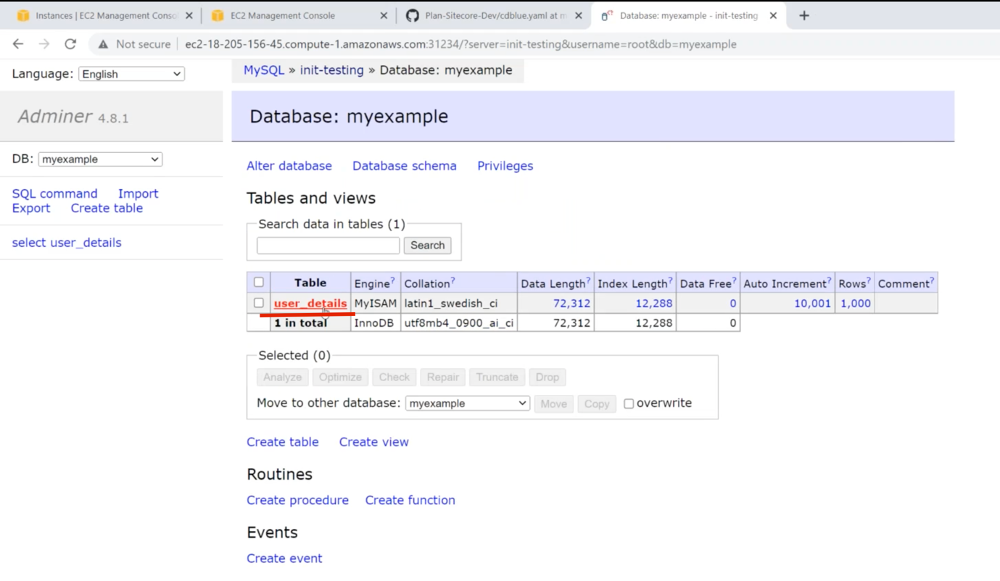 Instances | EC2 Management Conso
EC2 Management Console
Plan-Sitecore-Dev/cdblue.yaml at m
Database: myexample - init-testing
Not secure ec2-18-205-156-45.compute-1.amazonaws.com:31234/?server=init-testing&username=root&db=myexample
Language: English
MySQL » init-testing » Database: myexample
Adminer 4.8.1
Database: myexample
DB: myexample
Alter database Database schema Privileges
SQL command Import
Export Create table
select user_details
Tables and views
Search data in tables (1)
Search
Table Engine? Collation? Data Length? Index Length? Data Free? Auto Increment? Rows? Comment?
user_details MyISAM latin1_swedish_ci 72,312 12,288 0 10,001 1,000
1 in total InnoDB utf8mb4_0900_ai_ci 72,312 12,288 0
Selected (0)
Analyze Optimize Check Repair Truncate Drop
Move to other database: myexample Move Copy overwrite
Create table Create view
Routines
Create procedure Create function
Events
Create event